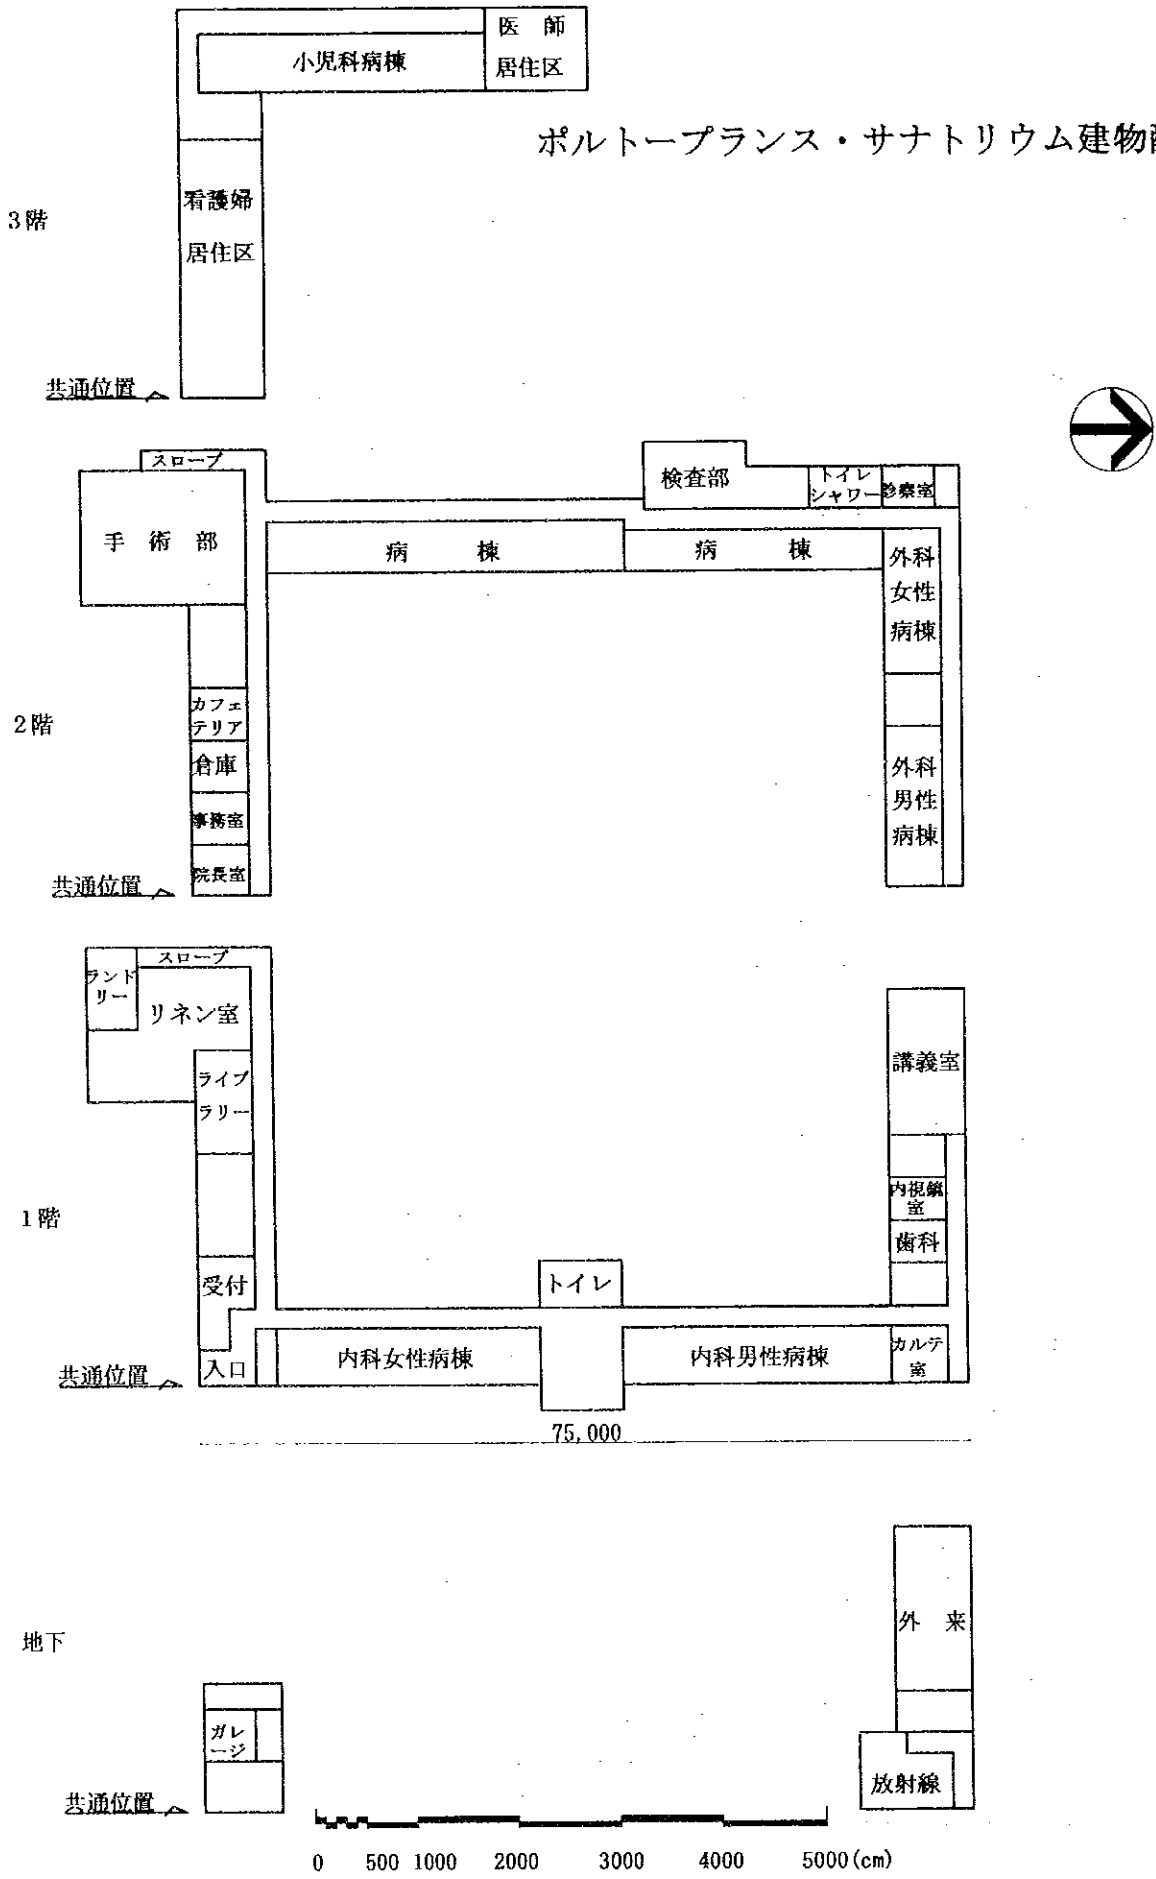 医 師
居住区
小児科病棟
ポルトープランス・サナトリウム建物
看護婦
居住区
3階
共通位置
スロープ
手 術 部
検査部
トイレ
シャワー
診察室
病 棟
病 棟
外科
女性
病棟
カフェ
テリア
2階
倉庫
事務室
院長室
外科
男性
病棟
共通位置
スロープ
ランド
リー
リネン室
ライブ
ラリー
講義室
内視鏡
室
歯科
1階
受付
トイレ
入口
内科女性病棟
内科男性病棟
カルテ
室
共通位置
75,000
外 来
地下
ガレ
ージ
放射線
共通位置
0 500 1000 2000 3000 4000 5000(cm)